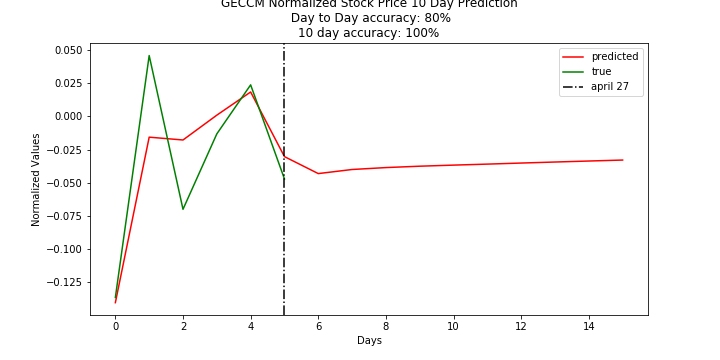 GECCM Normalized Stock Price 10 Day Prediction
Day to Day accuracy: 80%
10 day accuracy: 100%
predicted
true
april 27
Normalized Values
0.050
0.025
0.000
−0.025
−0.050
−0.075
−0.100
−0.125
0 2 4 6 8 10 12 14
Days